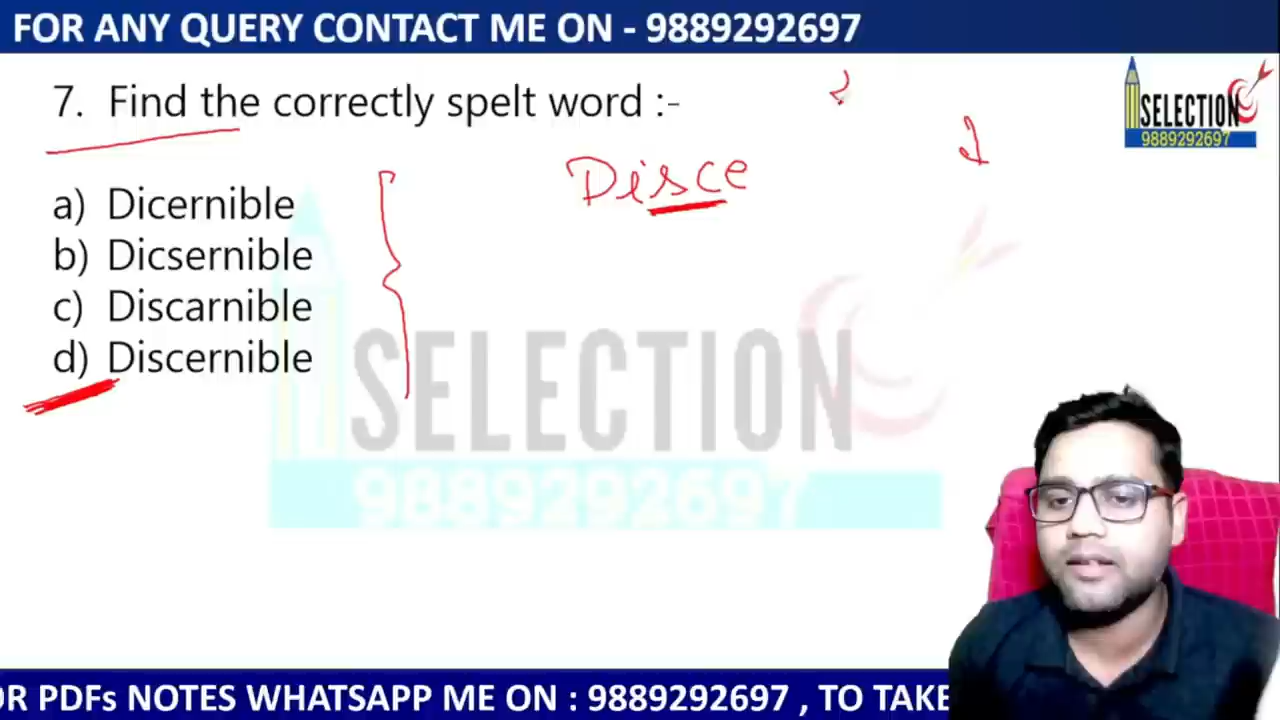 FOR ANY QUERY CONTACT ME ON - 9889292697
7. Find the correctly spelt word :-
SELECTION
9889292697
Disce
a) Dicernible
b) Dicsernible
c) Discarnible
d) Discernible
SELECTION
9889292697
OR PDFs NOTES WHATSAPP ME ON : 9889292697 , TO TAKE